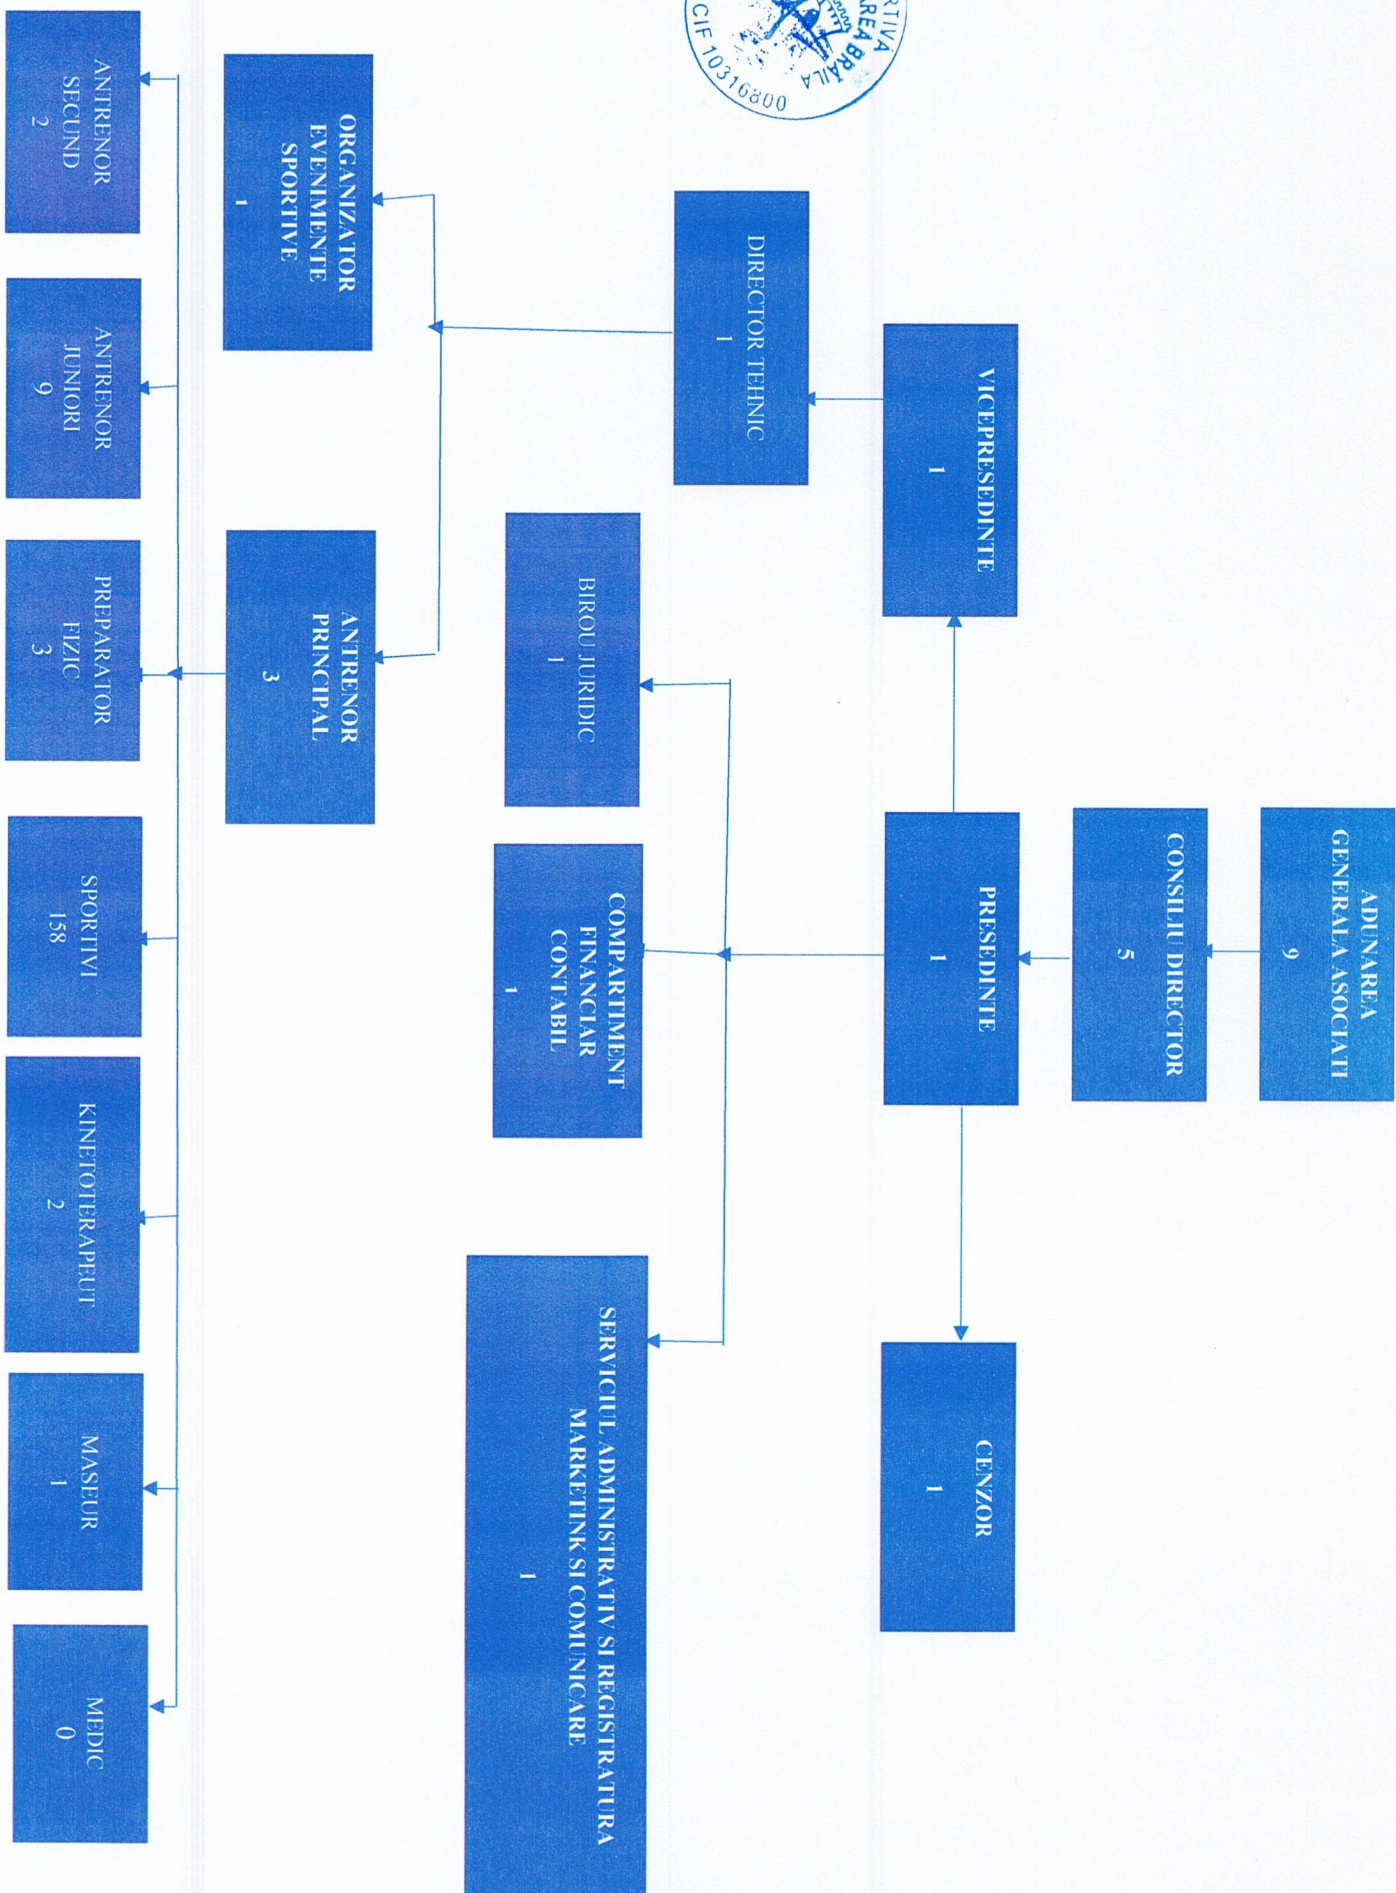 ADUNAREA
GENERALA ASOCIATI
9
CONSILIU DIRECTOR
5
VICEPRESEDINTE
1
PRESEDINTE
1
CENZOR
1
DIRECTOR TEHNIC
1
BIROU JURIDIC
1
COMPARTIMENT
FINANCIAR
CONTABIL
1
SERVICIUL ADMINISTRATIV SI REGISTRATURA
MARKETINK SI COMUNICARE
1
ORGANIZATOR
EVENIMENTE
SPORTIVE
1
ANTRENOR
PRINCIPAL
3
ANTRENOR
SECUND
2
ANTRENOR
JUNIORI
9
PREPARATOR
FIZIC
3
SPORTIVI
158
KINETOTERAPEUT
2
MASEUR
1
MEDIC
0
BRAILA
CIF 10316800